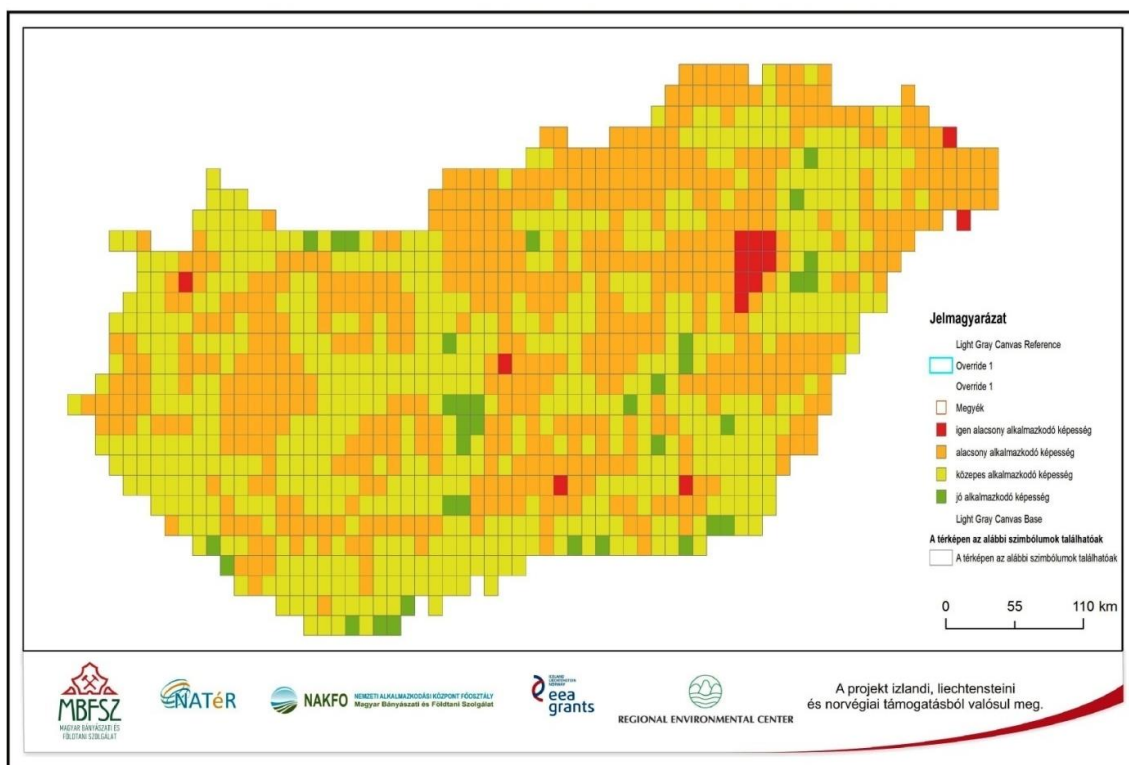 Jelmagyarázat
Light Gray Canvas Reference
Override 1
Override 1
Megyék
igen alacsony alkalmazkodó képesség
alacsony alkalmazkodó képesség
közepes alkalmazkodó képesség
jó alkalmazkodó képesség
Light Gray Canvas Base
A térképen az alábbi szimbólumok találhatóak
A térképen az alábbi szimbólumok találhatóak
0 55 110 km
MBFSZ
MAGYAR BÁNYÁSZATI ÉS
FÖLDTANI SZOLGÁLAT
NATéR
NAKFO
NEMZETI ALKALMAZKODÁSI KÖZPONT FŐOSZTÁLY
Magyar Bányászati és Földtani Szolgálat
ICELAND
LIECHTENSTEIN
NORWAY
eea
grants
REGIONAL ENVIRONMENTAL CENTER
A projekt izlandi, liechtensteini
és norvégiai támogatásból valósul meg.